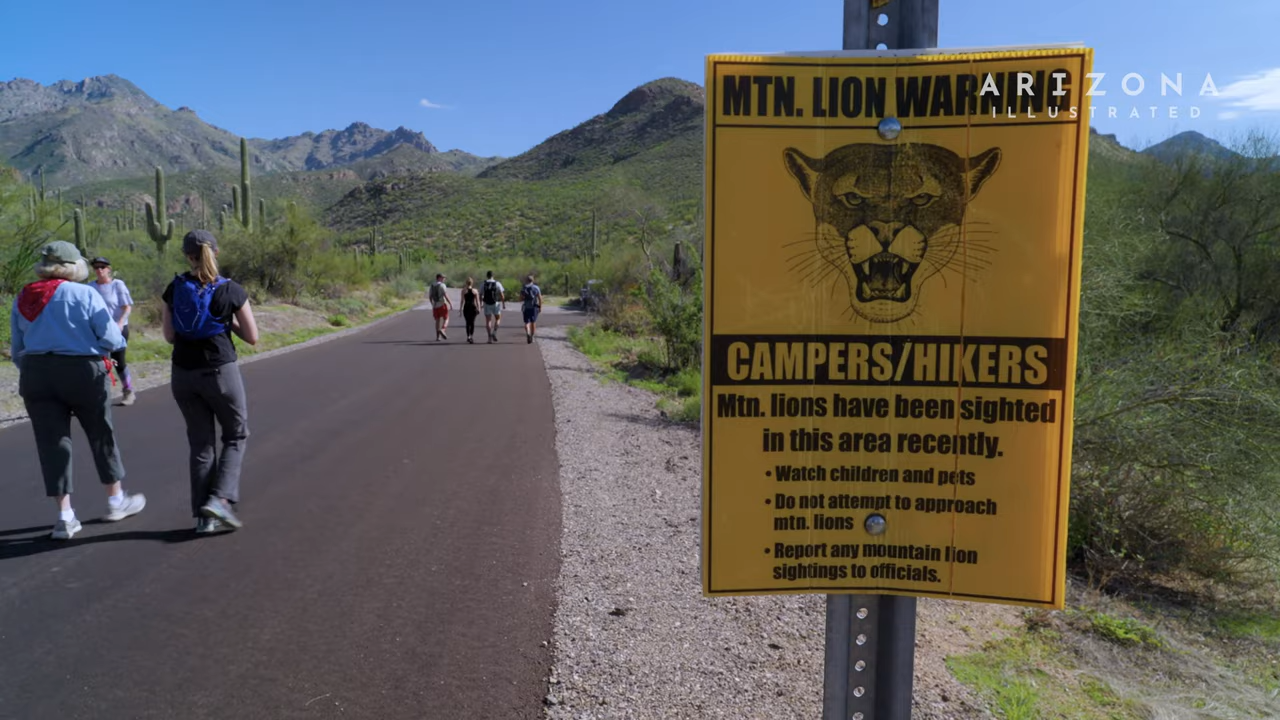 MTN. LION WARNING
ARIZONA
ILLUSTRATED
CAMPERS/HIKERS
Mtn. lions have been sighted
in this area recently.
• Watch children and pets
• Do not attempt to approach
mtn. lions
• Report any mountain lion
sightings to officials.